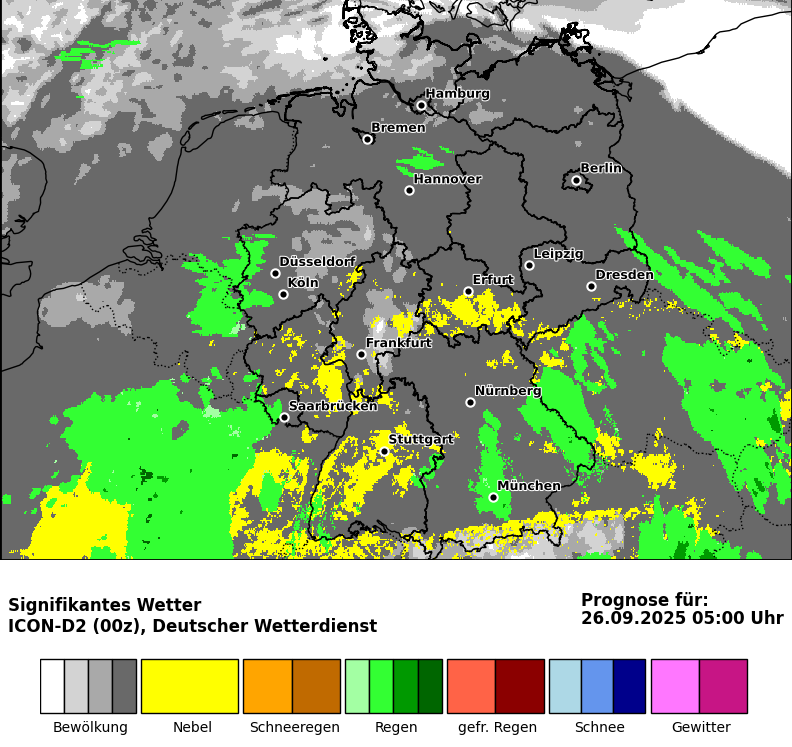 Hamburg
Bremen
Berlin
Hannover
Leipzig
Düsseldorf
Dresden
Köln
Erfurt
Frankfurt
Nürnberg
Saarbrücken
Stuttgart
München
Signifikantes Wetter
ICON-D2 (00z), Deutscher Wetterdienst
Prognose für:
26.09.2025 05:00 Uhr
Bewölkung Nebel Schneeregen Regen gefr. Regen Schnee Gewitter